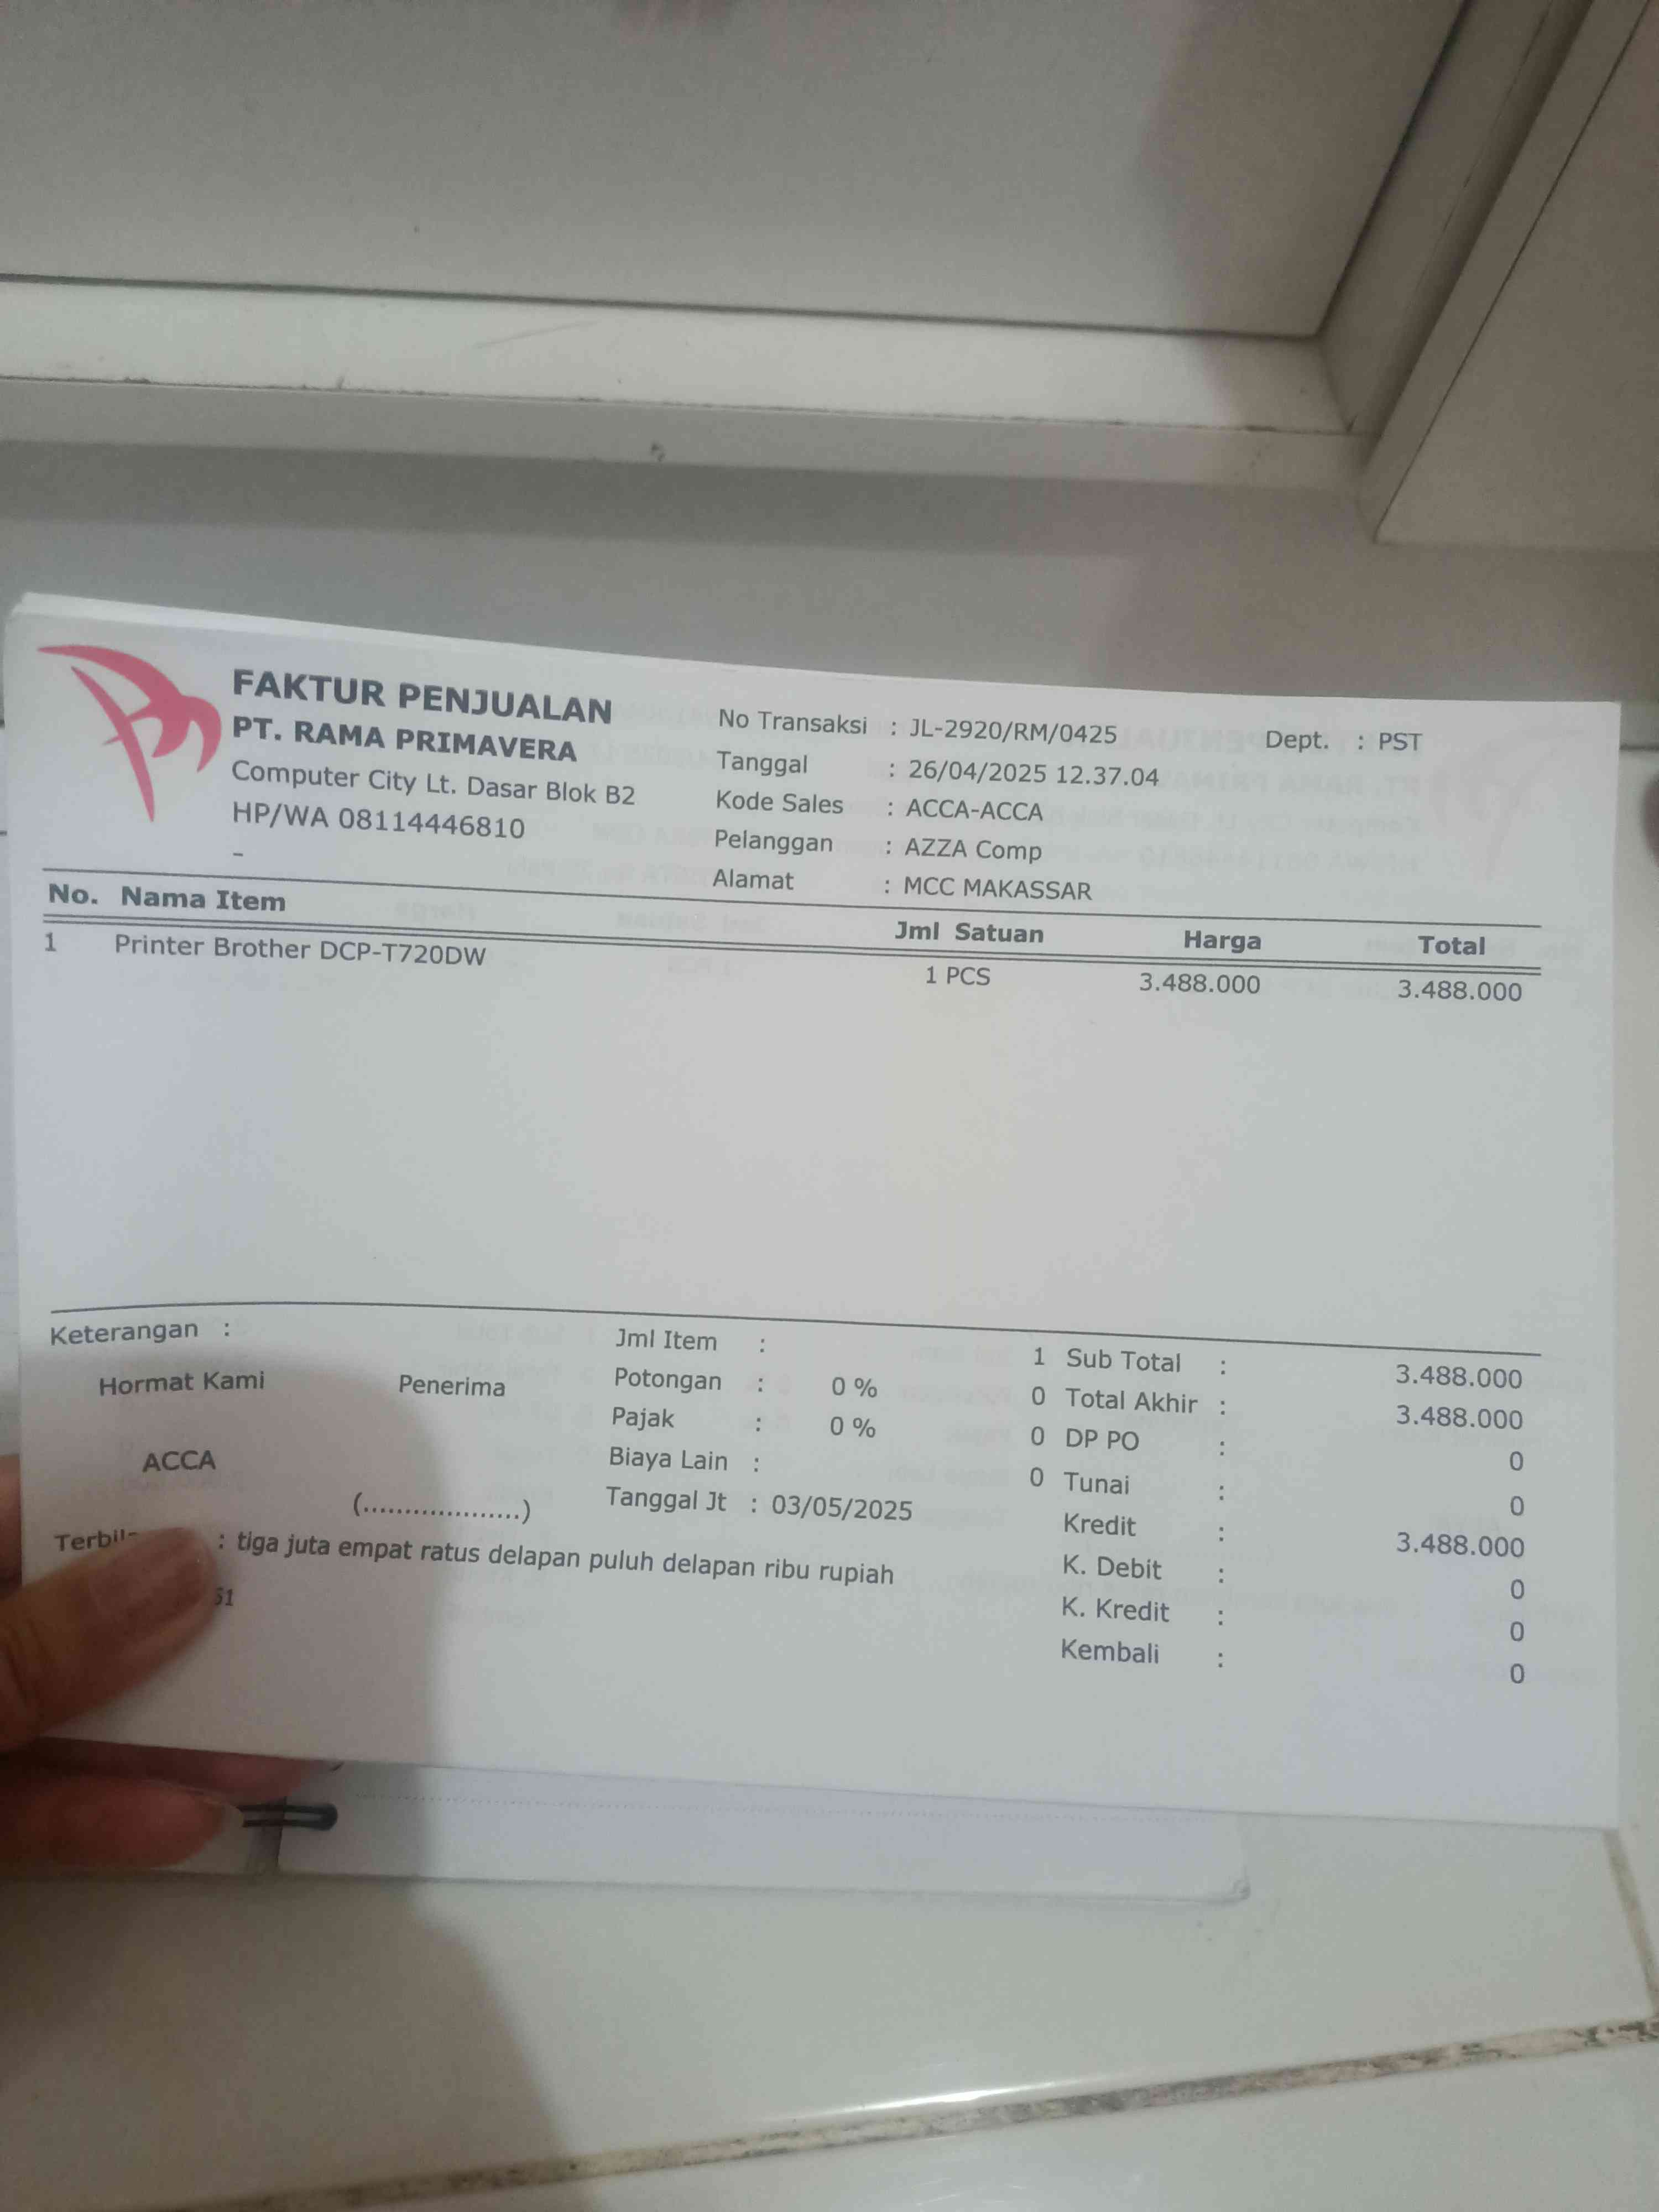 FAKTUR PENJUALAN
PT. RAMA PRIMAVERA
Computer City Lt. Dasar Blok B2
HP/WA 08114446810
-
No Transaksi : JL-2920/RM/0425 Dept. : PST
Tanggal : 26/04/2025 12.37.04
Kode Sales : ACCA-ACCA
Pelanggan : AZZA Comp
Alamat : MCC MAKASSAR
No. Nama Item Jml Satuan Harga Total
1 Printer Brother DCP-T720DW 1 PCS 3.488.000 3.488.000
Keterangan :
Hormat Kami Penerima
ACCA
(...................)
Jml Item : 1
Potongan : 0 % 0
Pajak : 0 % 0
Biaya Lain : 0
Tanggal Jt : 03/05/2025
Sub Total : 3.488.000
Total Akhir : 3.488.000
DP PO : 0
Tunai : 0
Kredit : 3.488.000
K. Debit : 0
K. Kredit : 0
Kembali : 0
: tiga juta empat ratus delapan puluh delapan ribu rupiah